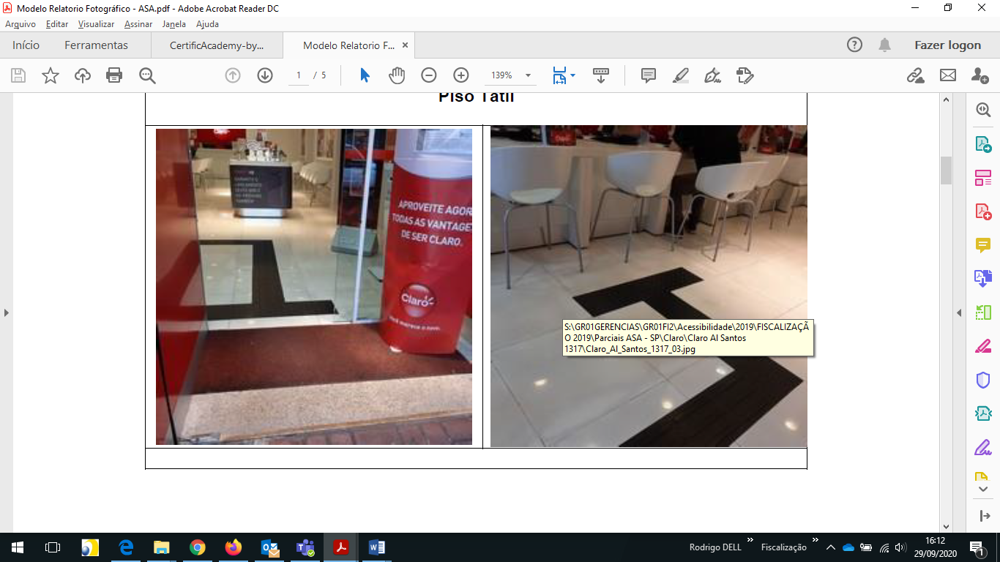 Modelo Relatorio Fotográfico - ASA.pdf - Adobe Acrobat Reader DC
Arquivo Editar Visualizar Assinar Janela Ajuda
Início Ferramentas CertificAcademy-by... Modelo Relatorio F... × Fazer logon
1 / 5 139%
Piso Tátil
APROVEITE AGOR
TODAS AS VANTAGE
DE SER CLARO.
Claro
Claro
S:\GR01GERENCIAS\GR01FI2\Acessibilidade\2019\FISCALIZAÇÃ
O 2019\Parciais ASA - SP\Claro\Claro Al Santos
1317\Claro_Al_Santos_1317_03.jpg
Rodrigo DELL » Fiscalização » 16:12
29/09/2020
1